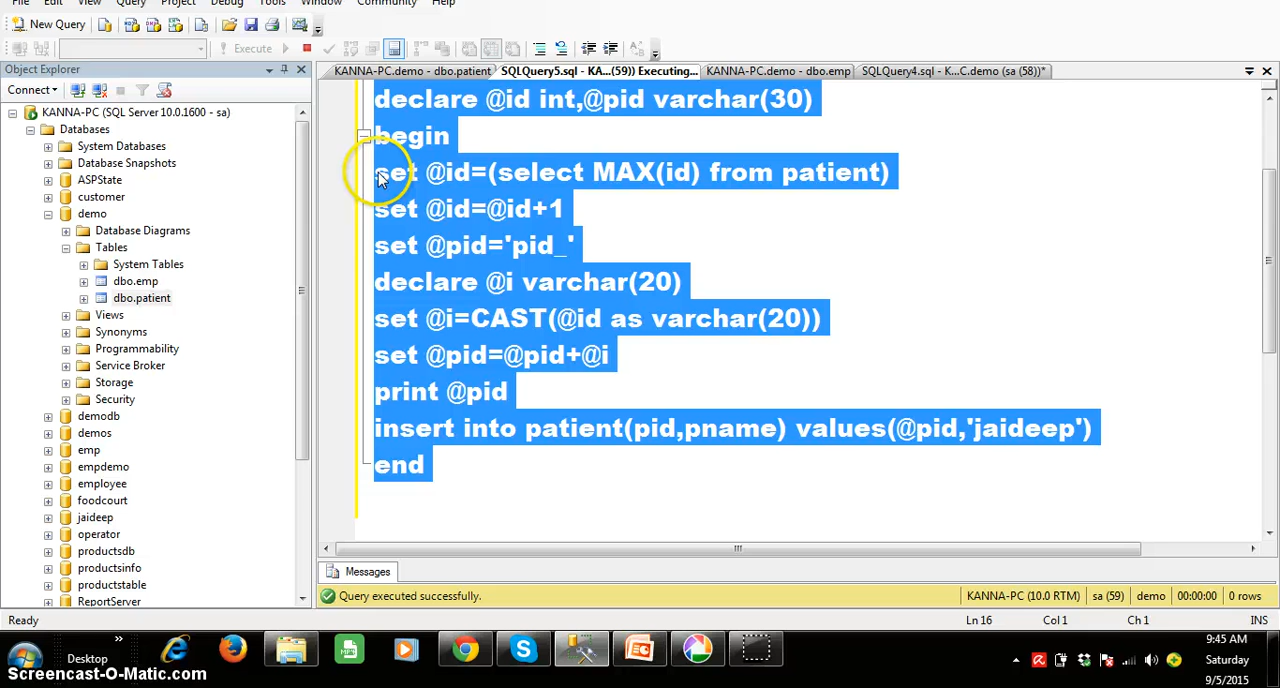 File Edit View Query Project Debug Tools Window Community Help
New Query
Execute
Object Explorer
KANNA-PC.demo - dbo.patient SQLQuery5.sql - KA...(59)) Executing... KANNA-PC.demo - dbo.emp SQLQuery4.sql - K...C.demo (sa (58))*
Connect
KANNA-PC (SQL Server 10.0.1600 - sa)
Databases
System Databases
Database Snapshots
ASPState
customer
demo
Database Diagrams
Tables
System Tables
dbo.emp
dbo.patient
Views
Synonyms
Programmability
Service Broker
Storage
Security
demodb
demos
emp
empdemo
employee
foodcourt
jaideep
operator
productsdb
productsinfo
productstable
ReportServer
declare @id int,@pid varchar(30)
begin
set @id=(select MAX(id) from patient)
set @id=@id+1
set @pid='pid_'
declare @i varchar(20)
set @i=CAST(@id as varchar(20))
set @pid=@pid+@i
print @pid
insert into patient(pid,pname) values(@pid,'jaideep')
end
Messages
Query executed successfully. KANNA-PC (10.0 RTM) sa (59) demo 00:00:00 0 rows
Ready Ln 16 Col 1 Ch 1 INS
Desktop
9:45 AM
Saturday
9/5/2015
Screencast-O-Matic.com